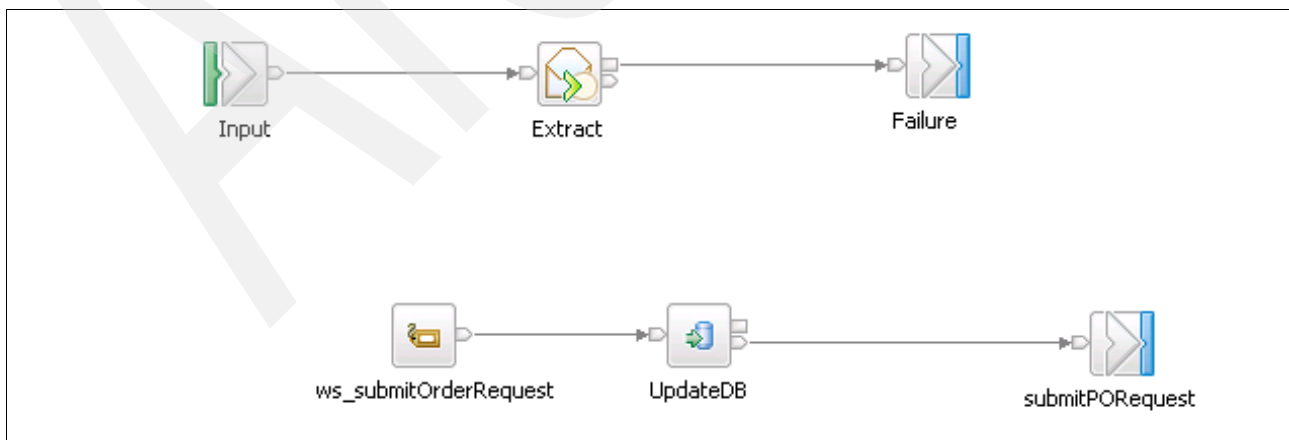 Input
Extract
Failure
ws_submitOrderRequest
UpdateDB
submitPORequest